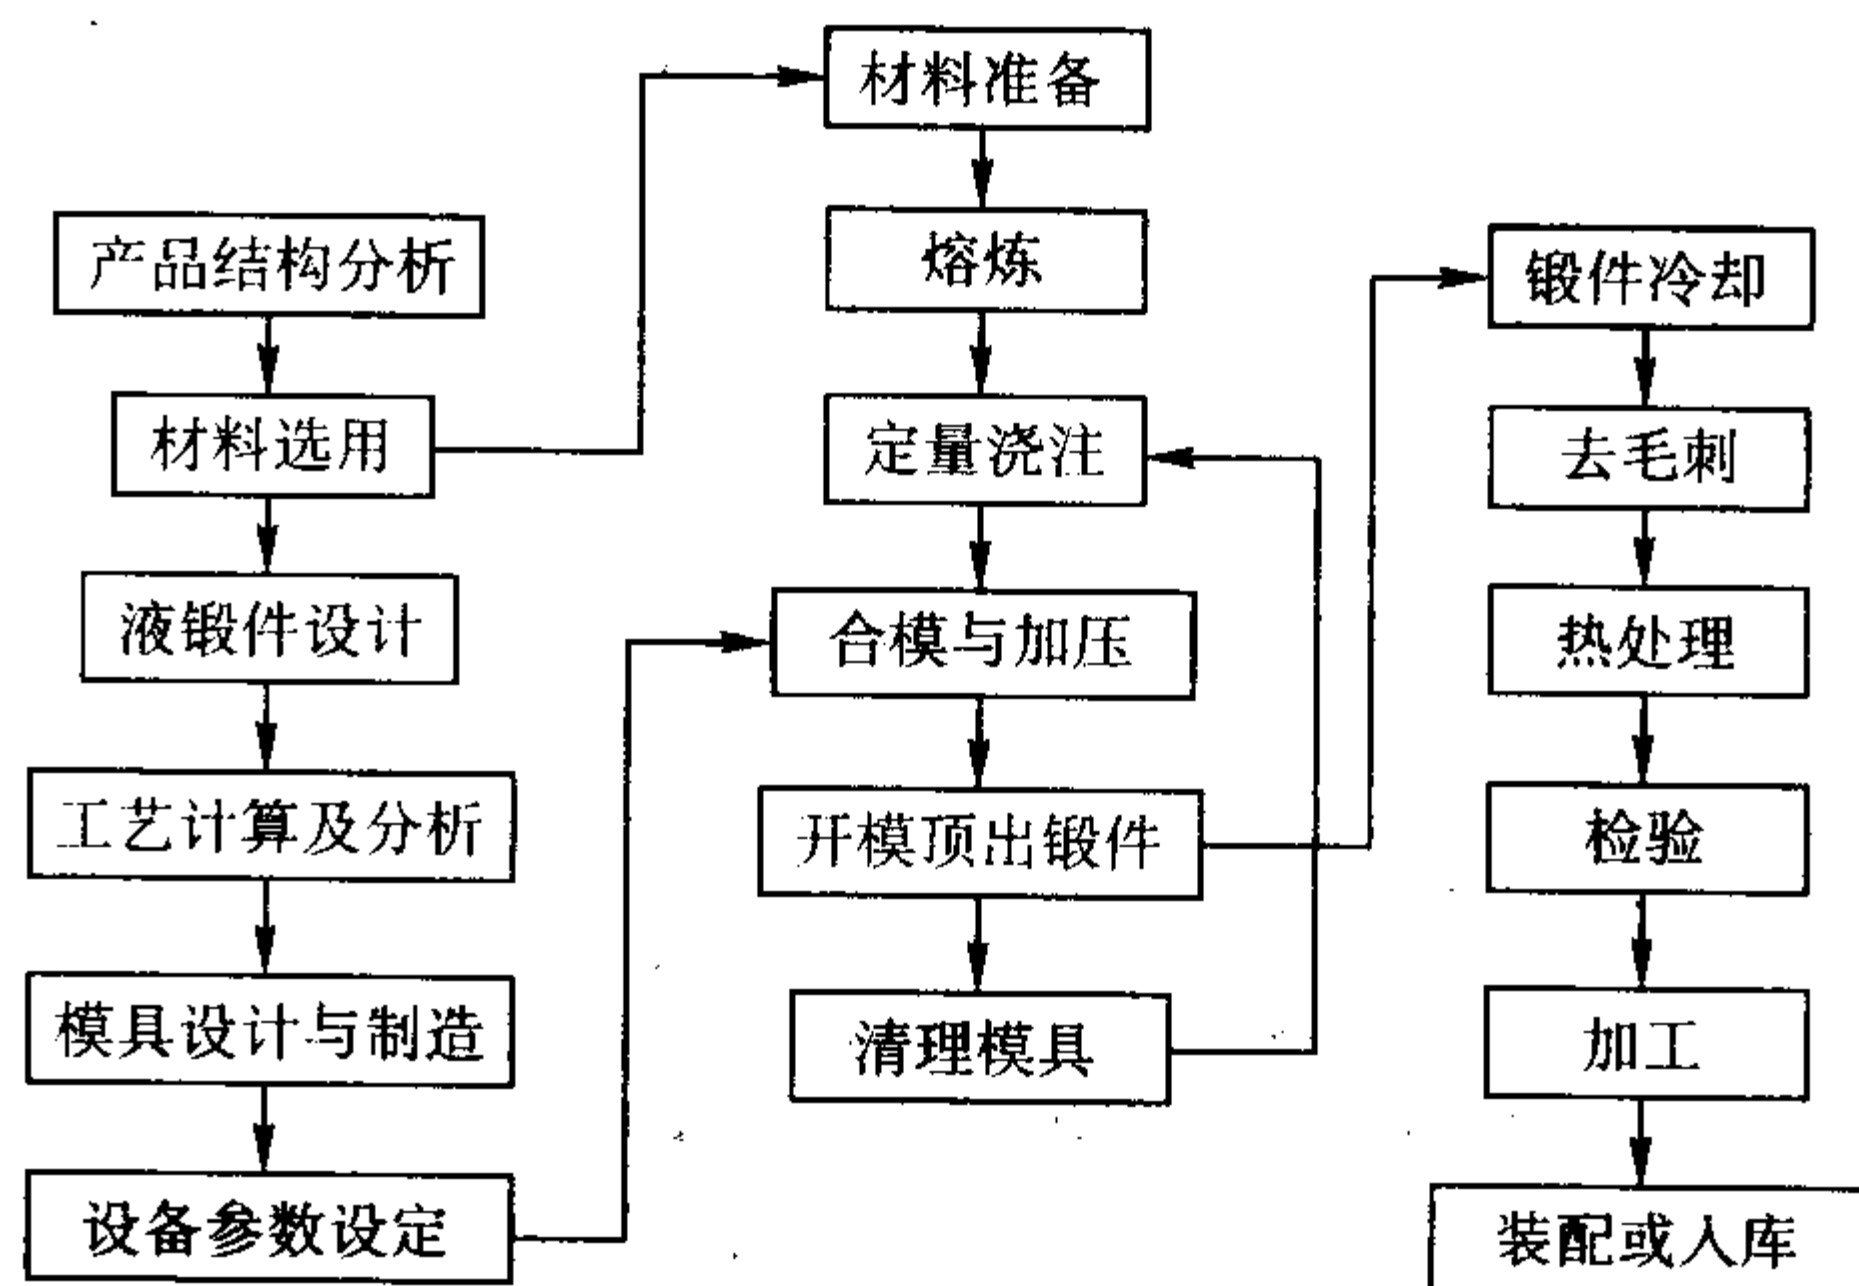 产品结构分析
材料选用
液锻件设计
工艺计算及分析
模具设计与制造
设备参数设定
材料准备
熔炼
定量浇注
合模与加压
开模顶出锻件
清理模具
锻件冷却
去毛刺
热处理
检验
加工
装配或入库